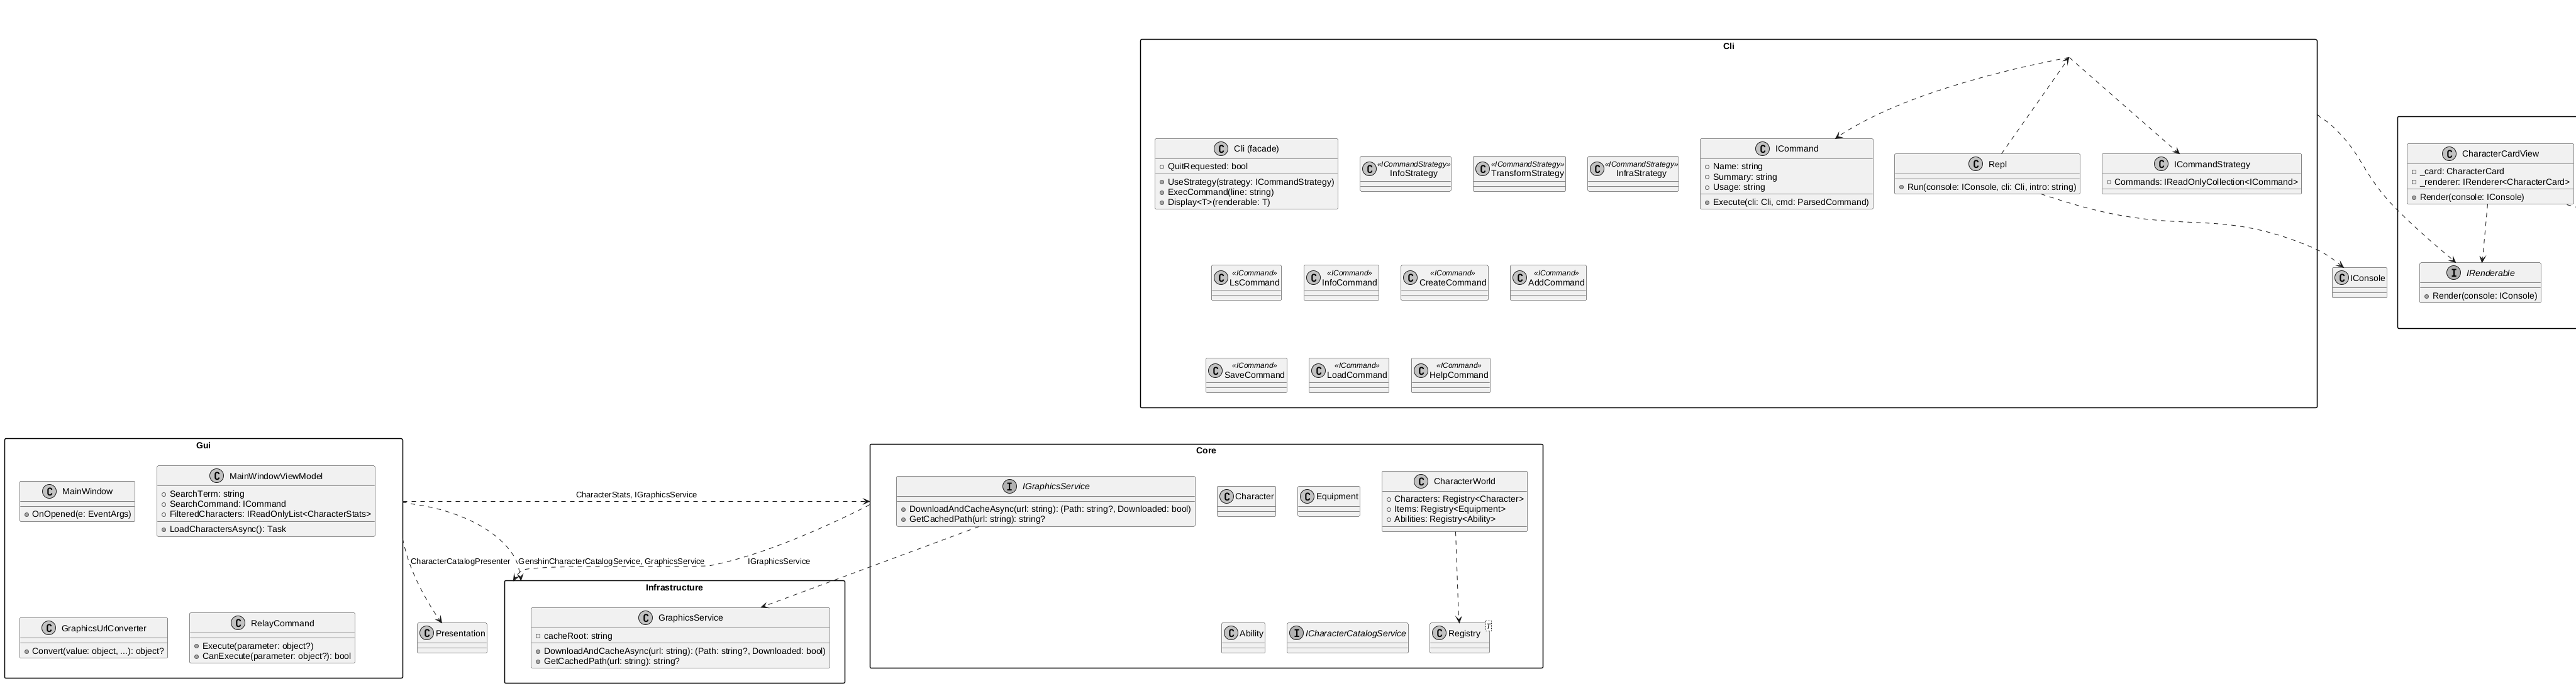 Cli
C Cli (facade)
QuitRequested: bool
UseStrategy(strategy: ICommandStrategy)
ExecCommand(line: string)
Display<T>(renderable: T)
C «ICommandStrategy»
InfoStrategy
C «ICommandStrategy»
TransformStrategy
C «ICommandStrategy»
InfraStrategy
C ICommand
Name: string
Summary: string
Usage: string
Execute(cli: Cli, cmd: ParsedCommand)
C Repl
Run(console: IConsole, cli: Cli, intro: string)
C ICommandStrategy
Commands: IReadOnlyCollection<ICommand>
C CharacterCardView
_card: CharacterCard
_renderer: IRenderer<CharacterCard>
Render(console: IConsole)
C «ICommand»
LsCommand
C «ICommand»
InfoCommand
C «ICommand»
CreateCommand
C «ICommand»
AddCommand
C IConsole
I IRenderable
Render(console: IConsole)
C «ICommand»
SaveCommand
C «ICommand»
LoadCommand
C «ICommand»
HelpCommand
Gui
C MainWindow
OnOpened(e: EventArgs)
C MainWindowViewModel
SearchTerm: string
SearchCommand: ICommand
FilteredCharacters: IReadOnlyList<CharacterStats>
LoadCharactersAsync(): Task
CharacterStats, IGraphicsService
Core
I IGraphicsService
DownloadAndCacheAsync(url: string): (Path: string?, Downloaded: bool)
GetCachedPath(url: string): string?
C Character
C Equipment
C CharacterWorld
Characters: Registry<Character>
Items: Registry<Equipment>
Abilities: Registry<Ability>
CharacterCatalogPresenter
GenshinCharacterCatalogService, GraphicsService
IGraphicsService
C GraphicsUrlConverter
Convert(value: object, ...): object?
C RelayCommand
Execute(parameter: object?)
CanExecute(parameter: object?): bool
C Presentation
Infrastructure
C GraphicsService
cacheRoot: string
DownloadAndCacheAsync(url: string): (Path: string?, Downloaded: bool)
GetCachedPath(url: string): string?
C Ability
I ICharacterCatalogService
C Registry
T